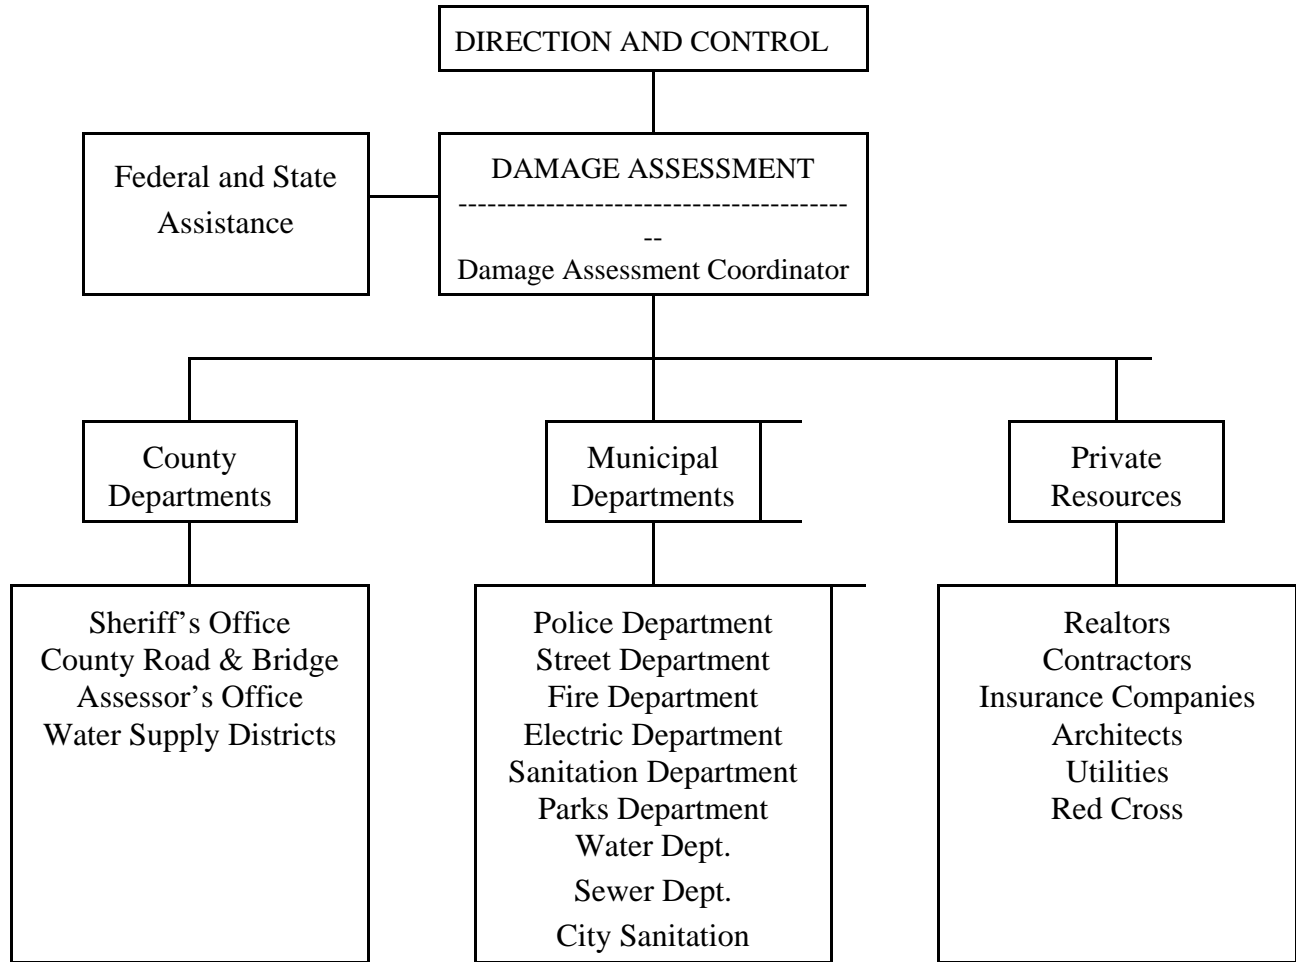 DIRECTION AND CONTROL
Federal and State
Assistance
DAMAGE ASSESSMENT
----------------------------------------
--
Damage Assessment Coordinator
County
Departments
Municipal
Departments
Private
Resources
Sheriff’s Office
County Road & Bridge
Assessor’s Office
Water Supply Districts
Police Department
Street Department
Fire Department
Electric Department
Sanitation Department
Parks Department
Water Dept.
Sewer Dept.
City Sanitation
Realtors
Contractors
Insurance Companies
Architects
Utilities
Red Cross